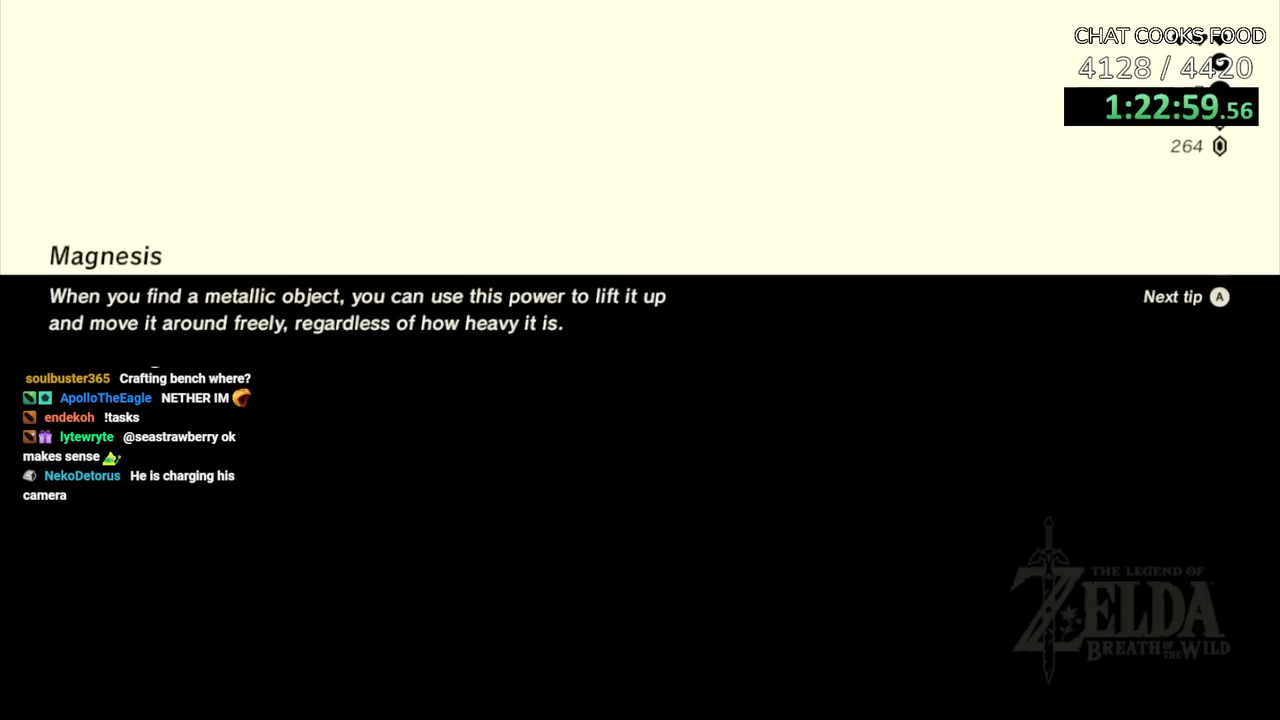 CHAT COOKS FOOD
4128 / 4420
1:22:59.56
264
Magnesis
When you find a metallic object, you can use this power to lift it up
and move it around freely, regardless of how heavy it is.
Next tip A
soulbuster365 Crafting bench where?
ApolloTheEagle NETHER IM
endekoh !tasks
lytewryte @seastrawberry ok
makes sense
NekoDetorus He is charging his
camera
THE LEGEND OF
ZELDA
BREATH OF THE WILD